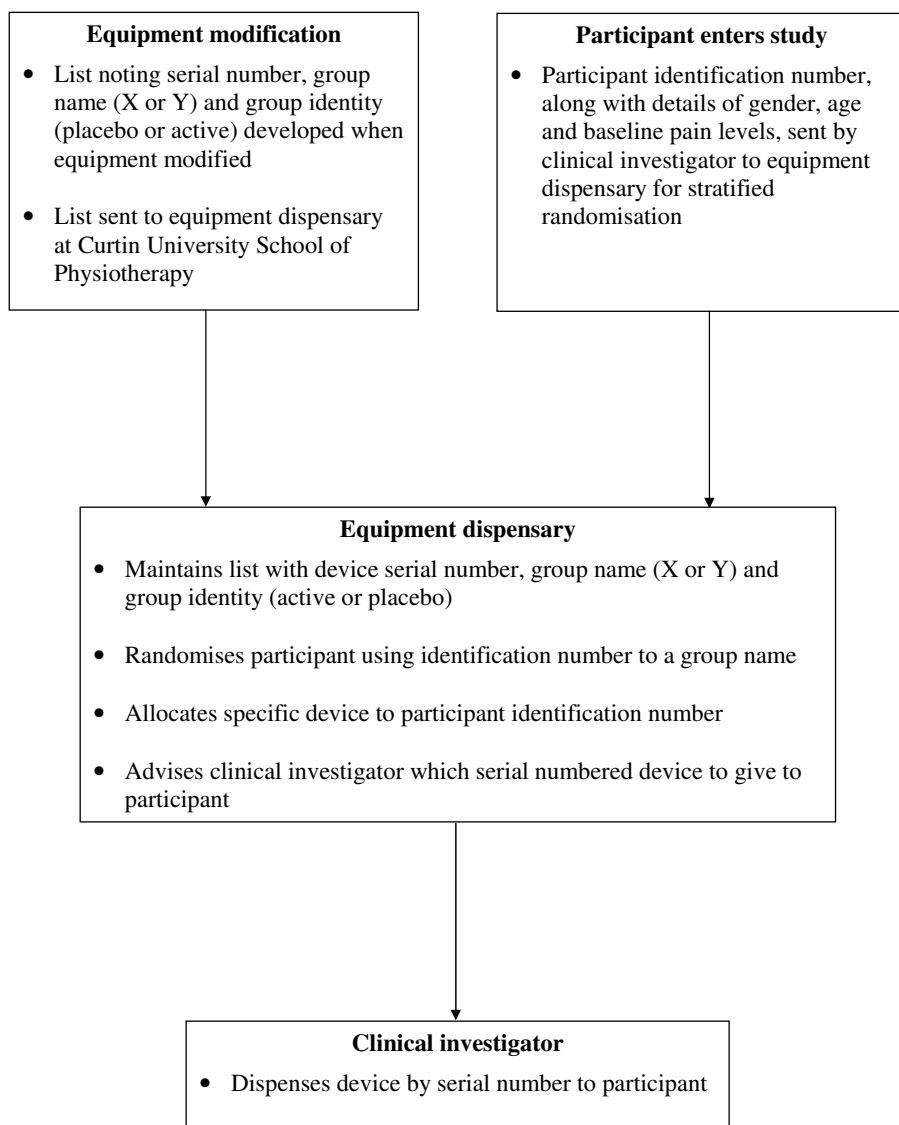 Equipment modification
• List noting serial number, group
name (X or Y) and group identity
(placebo or active) developed when
equipment modified
• List sent to equipment dispensary
at Curtin University School of
Physiotherapy
Participant enters study
• Participant identification number,
along with details of gender, age
and baseline pain levels, sent by
clinical investigator to equipment
dispensary for stratified
randomisation
Equipment dispensary
• Maintains list with device serial number, group name (X or Y) and
group identity (active or placebo)
• Randomises participant using identification number to a group name
• Allocates specific device to participant identification number
• Advises clinical investigator which serial numbered device to give to
participant
Clinical investigator
• Dispenses device by serial number to participant